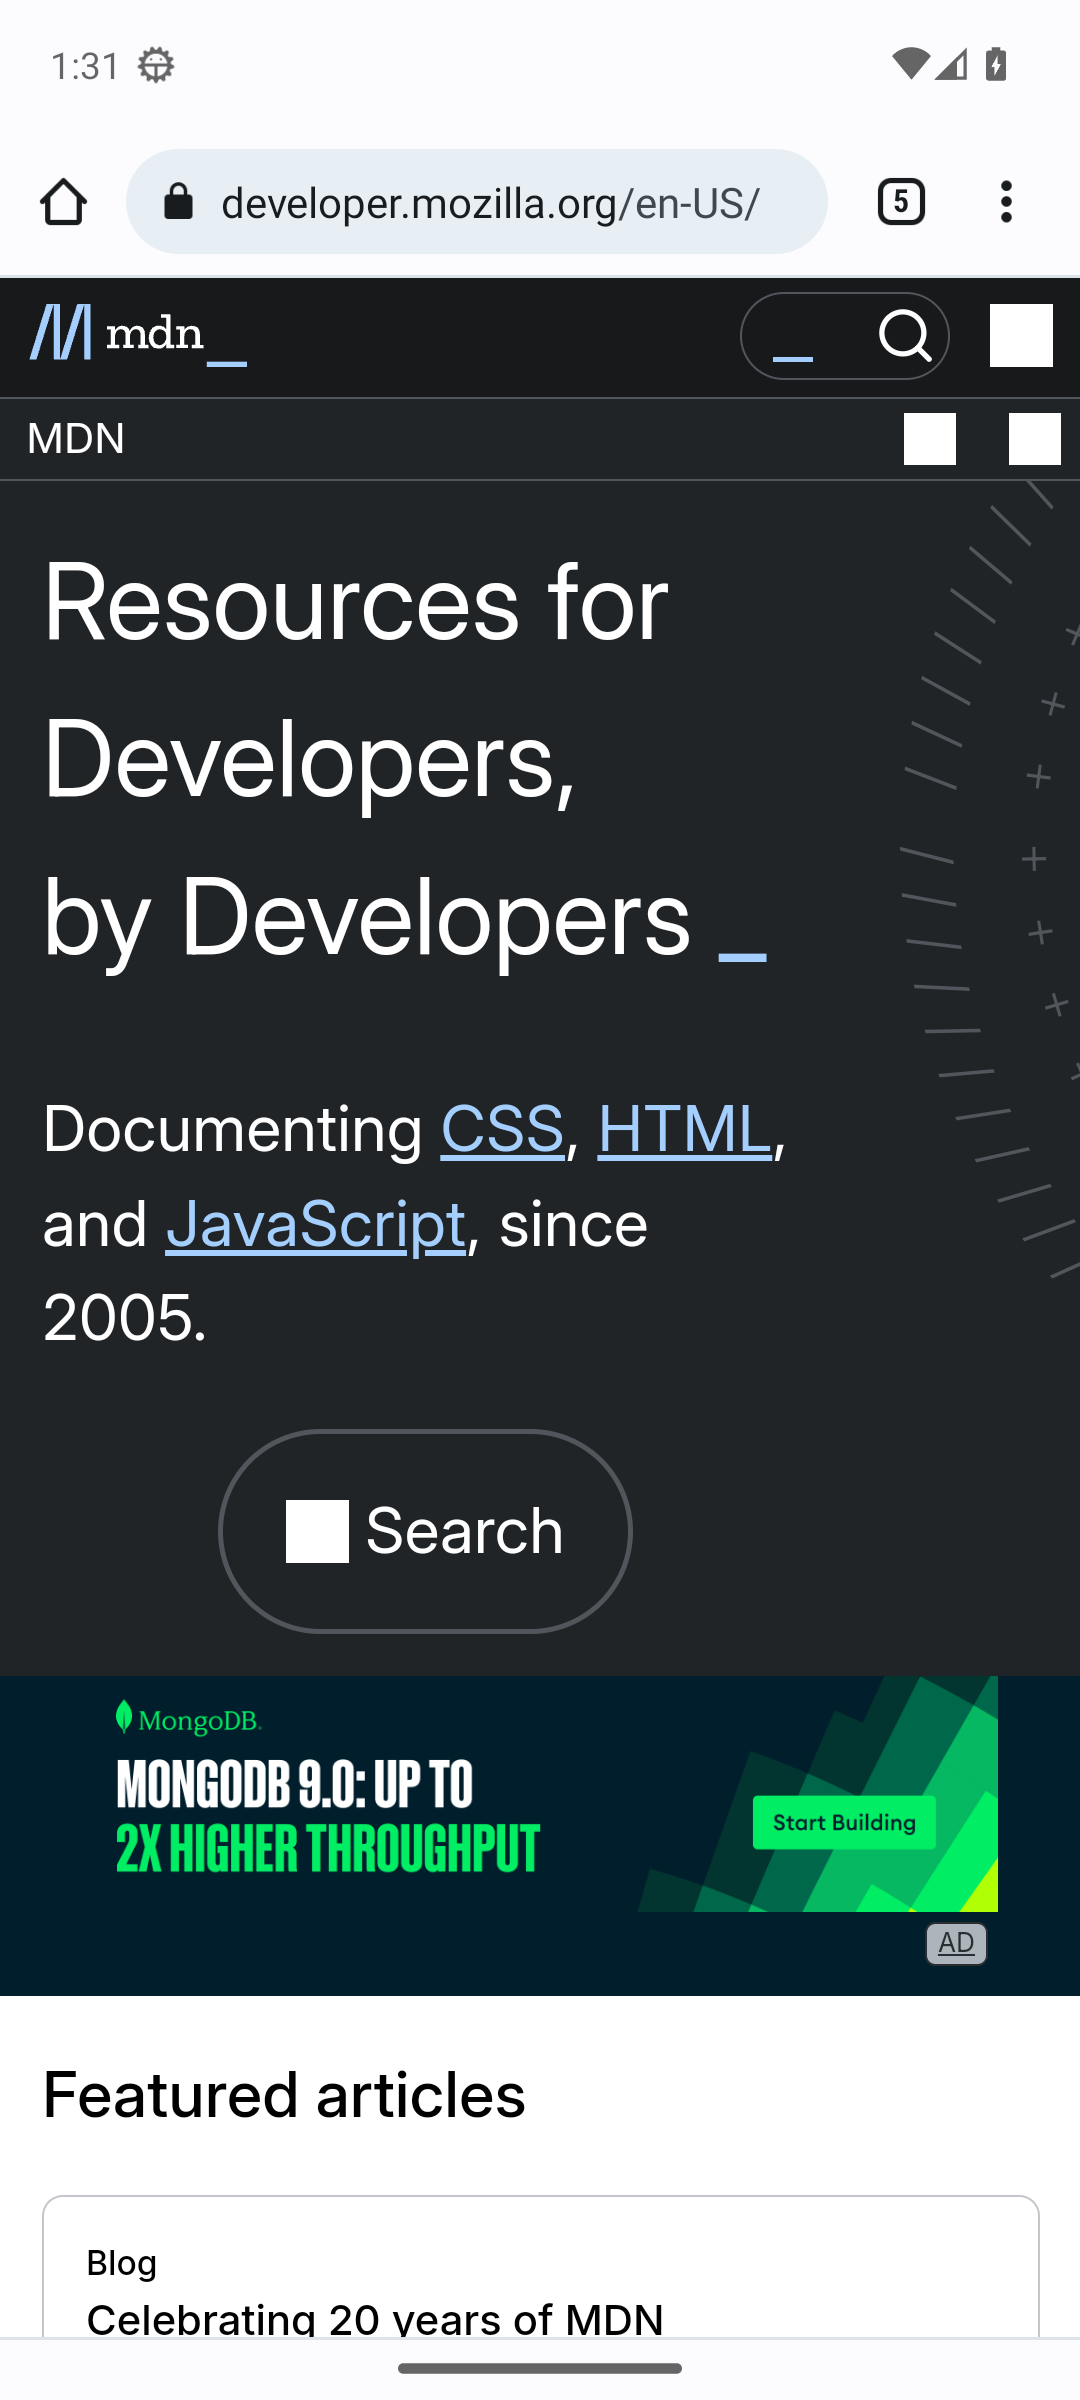 1:31
developer.mozilla.org/en-US/
5
mdn_
_
MDN
Resources for
Developers,
by Developers _
Documenting CSS, HTML,
and JavaScript, since
2005.
Search
MongoDB.
MONGODB 9.0: UP TO
2X HIGHER THROUGHPUT
Start Building
AD
Featured articles
Blog
Celebrating 20 years of MDN